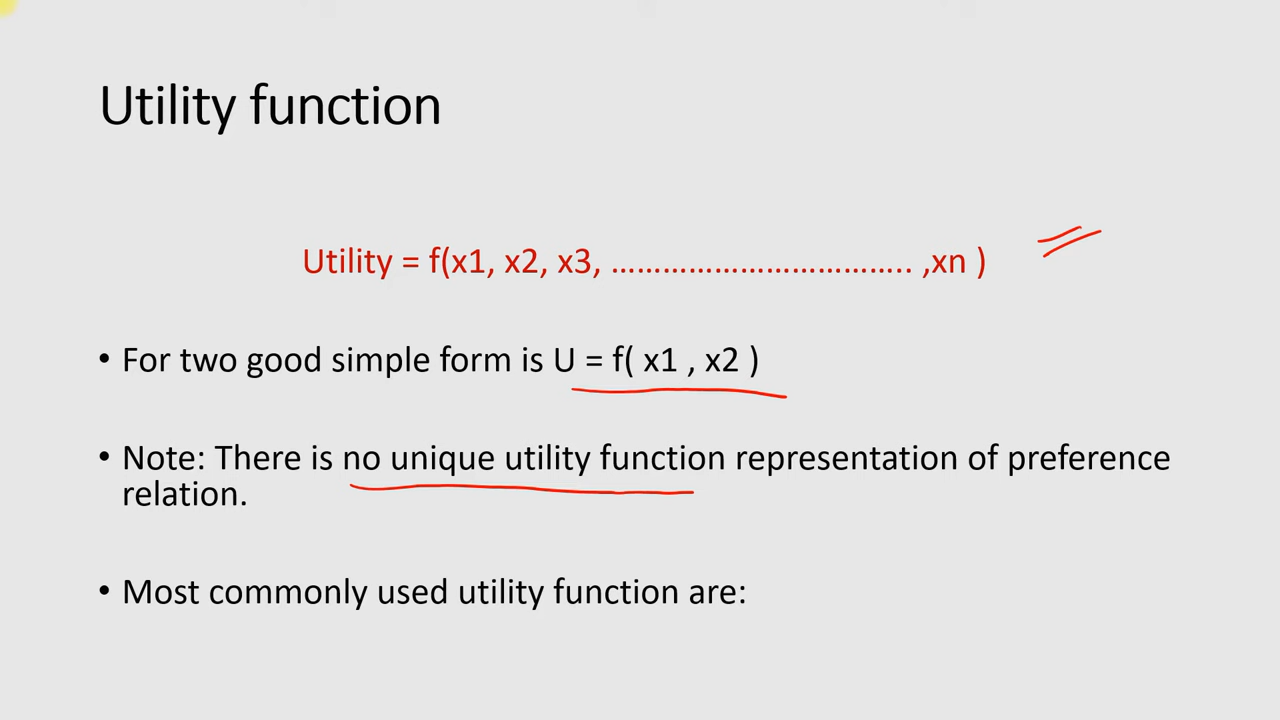 Utility function
Utility = f(x1, x2, x3, …………………………….. ,xn )
• For two good simple form is U = f( x1 , x2 )
• Note: There is no unique utility function representation of preference
relation.
• Most commonly used utility function are: